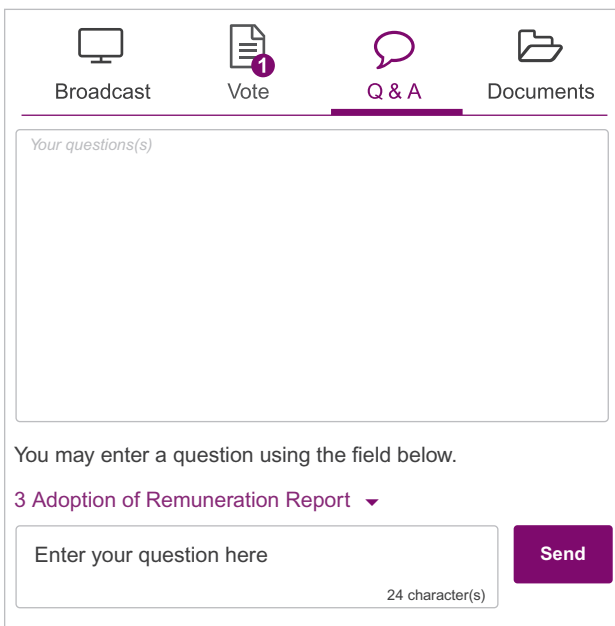 1
Broadcast Vote Q & A Documents
Your questions(s)
You may enter a question using the field below.
3 Adoption of Remuneration Report
Enter your question here
Send
24 character(s)